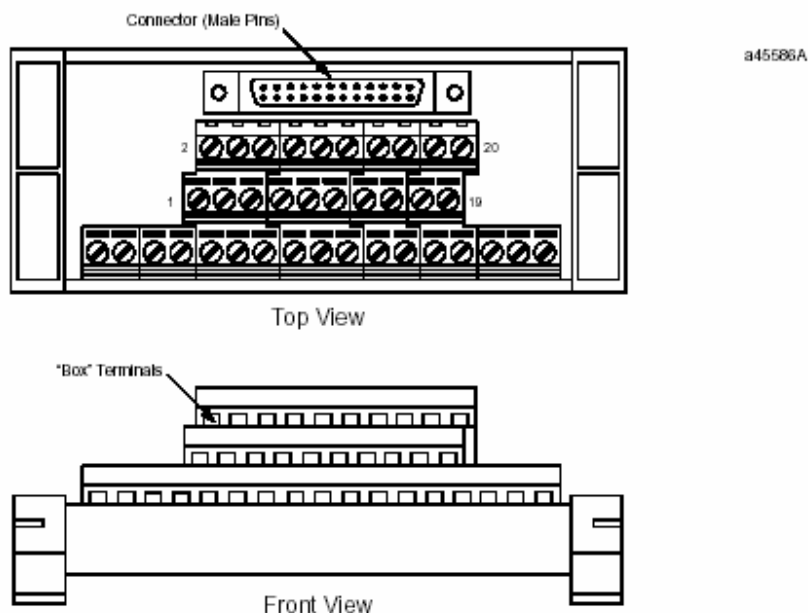 Connector (Male Pins)
a45586A
2
20
1
19
Top View
"Box" Terminals
Front View